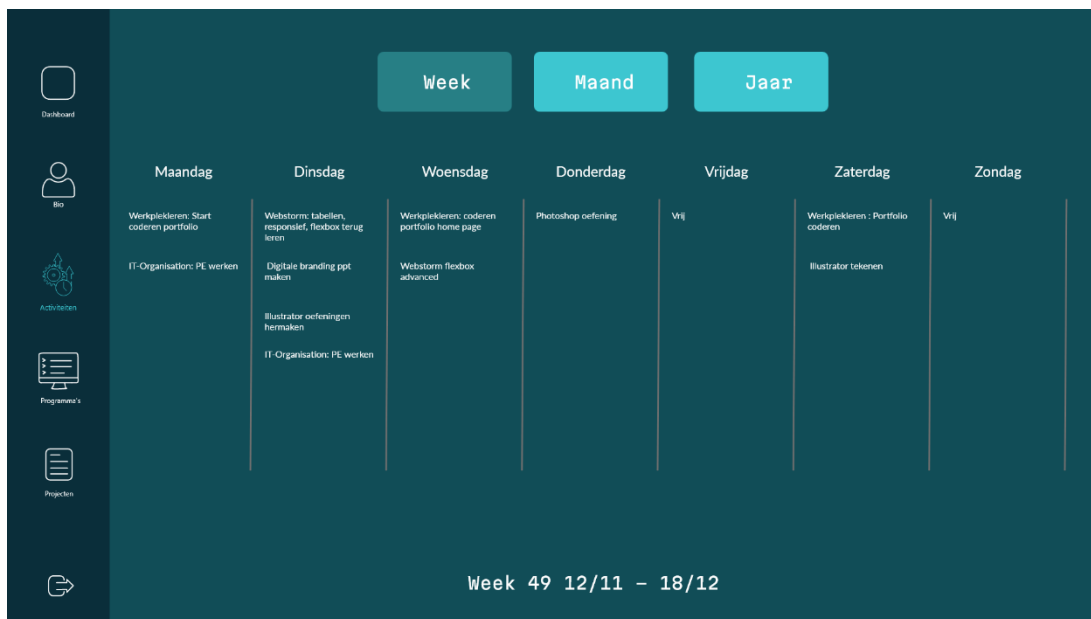 Week
Maand
Jaar
Dashboard
Bio
Activiteiten
Programma's
Projecten
Maandag
Werkplekleren: Start
coderen portfolio
IT-Organisation: PE werken
Dinsdag
Webstorm: tabellen,
responsief, flexbox terug
leren
Digitale branding ppt
maken
Illustrator oefeningen
hermaken
IT-Organisation: PE werken
Woensdag
Werkplekleren: coderen
portfolio home page
Webstorm flexbox
advanced
Donderdag
Photoshop oefening
Vrijdag
Vrij
Zaterdag
Werkplekleren : Portfolio
coderen
Illustrator tekenen
Zondag
Vrij
Week 49 12/11 – 18/12